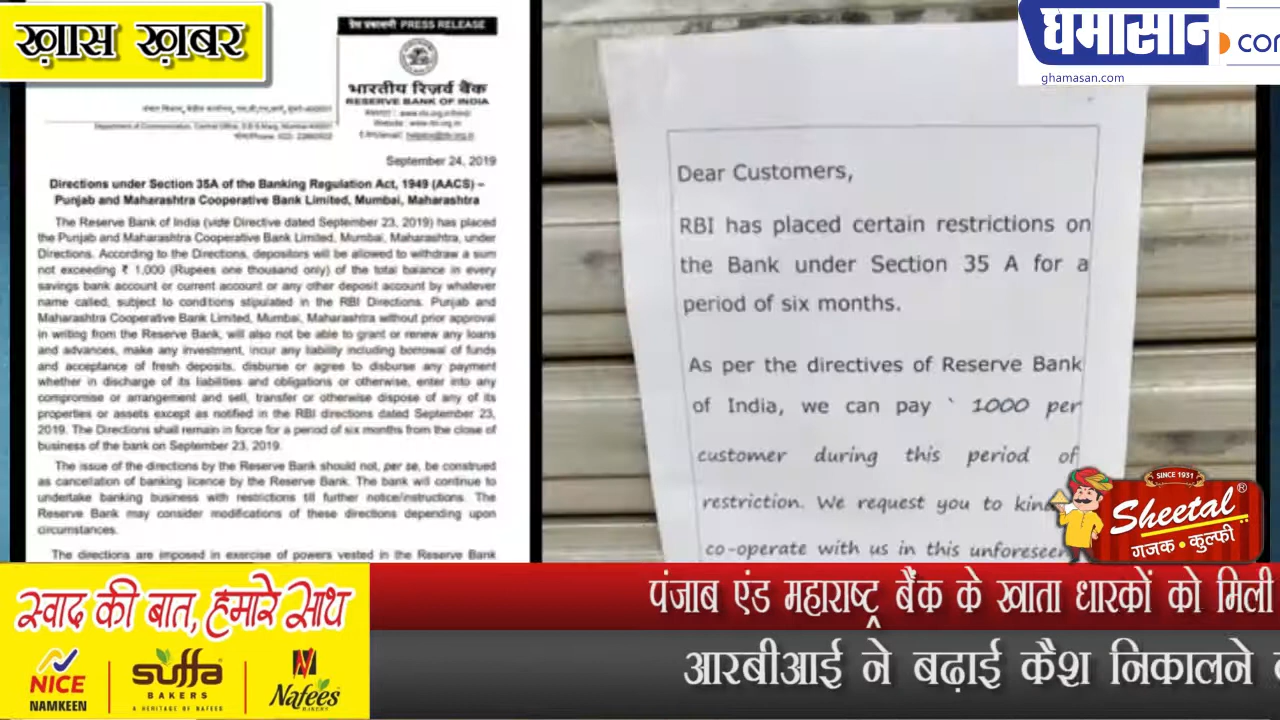 ख़ास ख़बर
प्रेस प्रकाशनी PRESS RELEASE
भारतीय रिज़र्व बैंक
RESERVE BANK OF INDIA
September 24, 2019
Directions under Section 35A of the Banking Regulation Act, 1949 (AACS) –
Punjab and Maharashtra Cooperative Bank Limited, Mumbai, Maharashtra
The Reserve Bank of India (vide Directive dated September 23, 2019) has placed
the Punjab and Maharashtra Cooperative Bank Limited, Mumbai, Maharashtra, under
Directions. According to the Directions, depositors will be allowed to withdraw a sum
not exceeding ₹ 1,000 (Rupees one thousand only) of the total balance in every
savings bank account or current account or any other deposit account by whatever
name called, subject to conditions stipulated in the RBI Directions. Punjab and
Maharashtra Cooperative Bank Limited, Mumbai, Maharashtra without prior approval
in writing from the Reserve Bank, will also not be able to grant or renew any loans
and advances, make any investment, incur any liability including borrowal of funds
and acceptance of fresh deposits, disburse or agree to disburse any payment
whether in discharge of its liabilities and obligations or otherwise, enter into any
compromise or arrangement and sell, transfer or otherwise dispose of any of its
properties or assets except as notified in the RBI directions dated September 23,
2019. The Directions shall remain in force for a period of six months from the close of
business of the bank on September 23, 2019.
The issue of the directions by the Reserve Bank should not, per se, be construed
as cancellation of banking licence by the Reserve Bank. The bank will continue to
undertake banking business with restrictions till further notice/instructions. The
Reserve Bank may consider modifications of these directions depending upon
circumstances.
The directions are imposed in exercise of powers vested in the Reserve Bank
घमासान .com
ghamasan.com
Dear Customers,
RBI has placed certain restrictions on
the Bank under Section 35 A for a
period of six months.
As per the directives of Reserve Bank
of India, we can pay ` 1000 per
customer during this period of
restriction. We request you to
co-operate with us in this unforeseen
SINCE 1931
Sheetal®
गजक • कुल्फी
स्वाद की बात, हमारे साथ
NICE
NAMKEEN
Suffa
BAKERS
A HERITAGE OF NAFEES
Nafees
BAKERS
पंजाब एंड महाराष्ट्र बैंक के खाता धारकों को मिली
आरबीआई ने बढ़ाई कैश निकालने